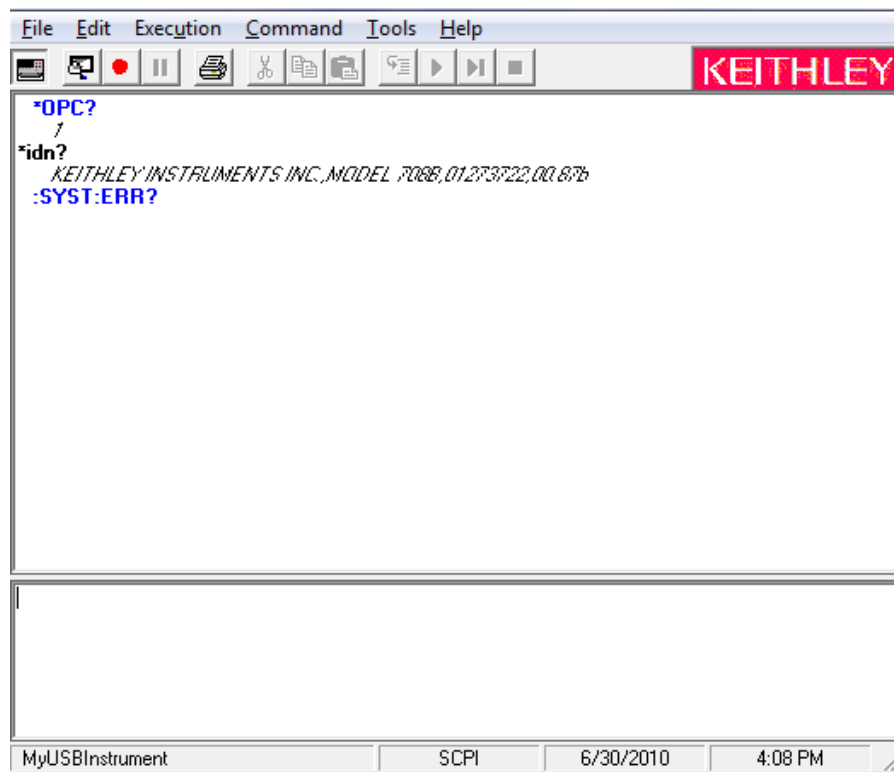 File Edit Execution Command Tools Help
KEITHLEY
*OPC?
1
*idn?
KEITHLEY INSTRUMENTS INC.,MODEL 708B,01273722,00.87b
:SYST:ERR?
MyUSBInstrument SCPI 6/30/2010 4:08 PM